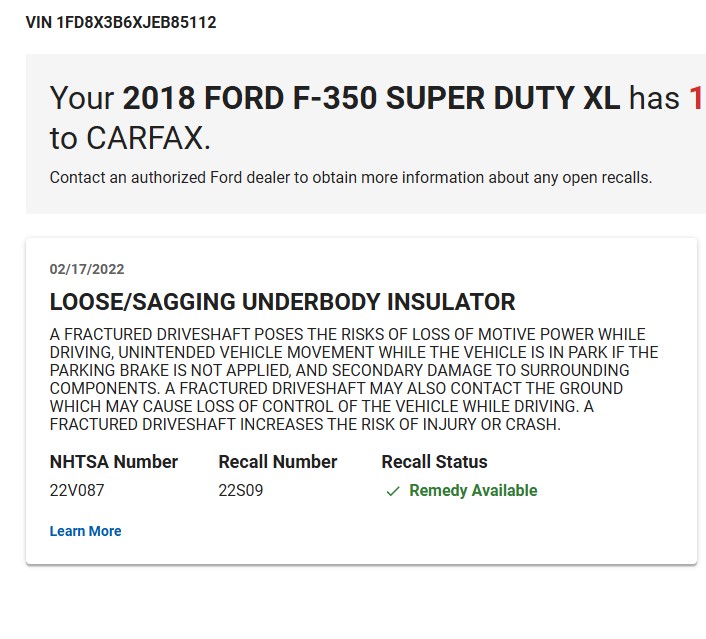 VIN 1FD8X3B6XJEB85112
Your 2018 FORD F-350 SUPER DUTY XL has 1
to CARFAX.
Contact an authorized Ford dealer to obtain more information about any open recalls.
02/17/2022
LOOSE/SAGGING UNDERBODY INSULATOR
A FRACTURED DRIVESHAFT POSES THE RISKS OF LOSS OF MOTIVE POWER WHILE
DRIVING, UNINTENDED VEHICLE MOVEMENT WHILE THE VEHICLE IS IN PARK IF THE
PARKING BRAKE IS NOT APPLIED, AND SECONDARY DAMAGE TO SURROUNDING
COMPONENTS. A FRACTURED DRIVESHAFT MAY ALSO CONTACT THE GROUND
WHICH MAY CAUSE LOSS OF CONTROL OF THE VEHICLE WHILE DRIVING. A
FRACTURED DRIVESHAFT INCREASES THE RISK OF INJURY OR CRASH.
NHTSA Number Recall Number Recall Status
22V087 22S09 ✓ Remedy Available
Learn More